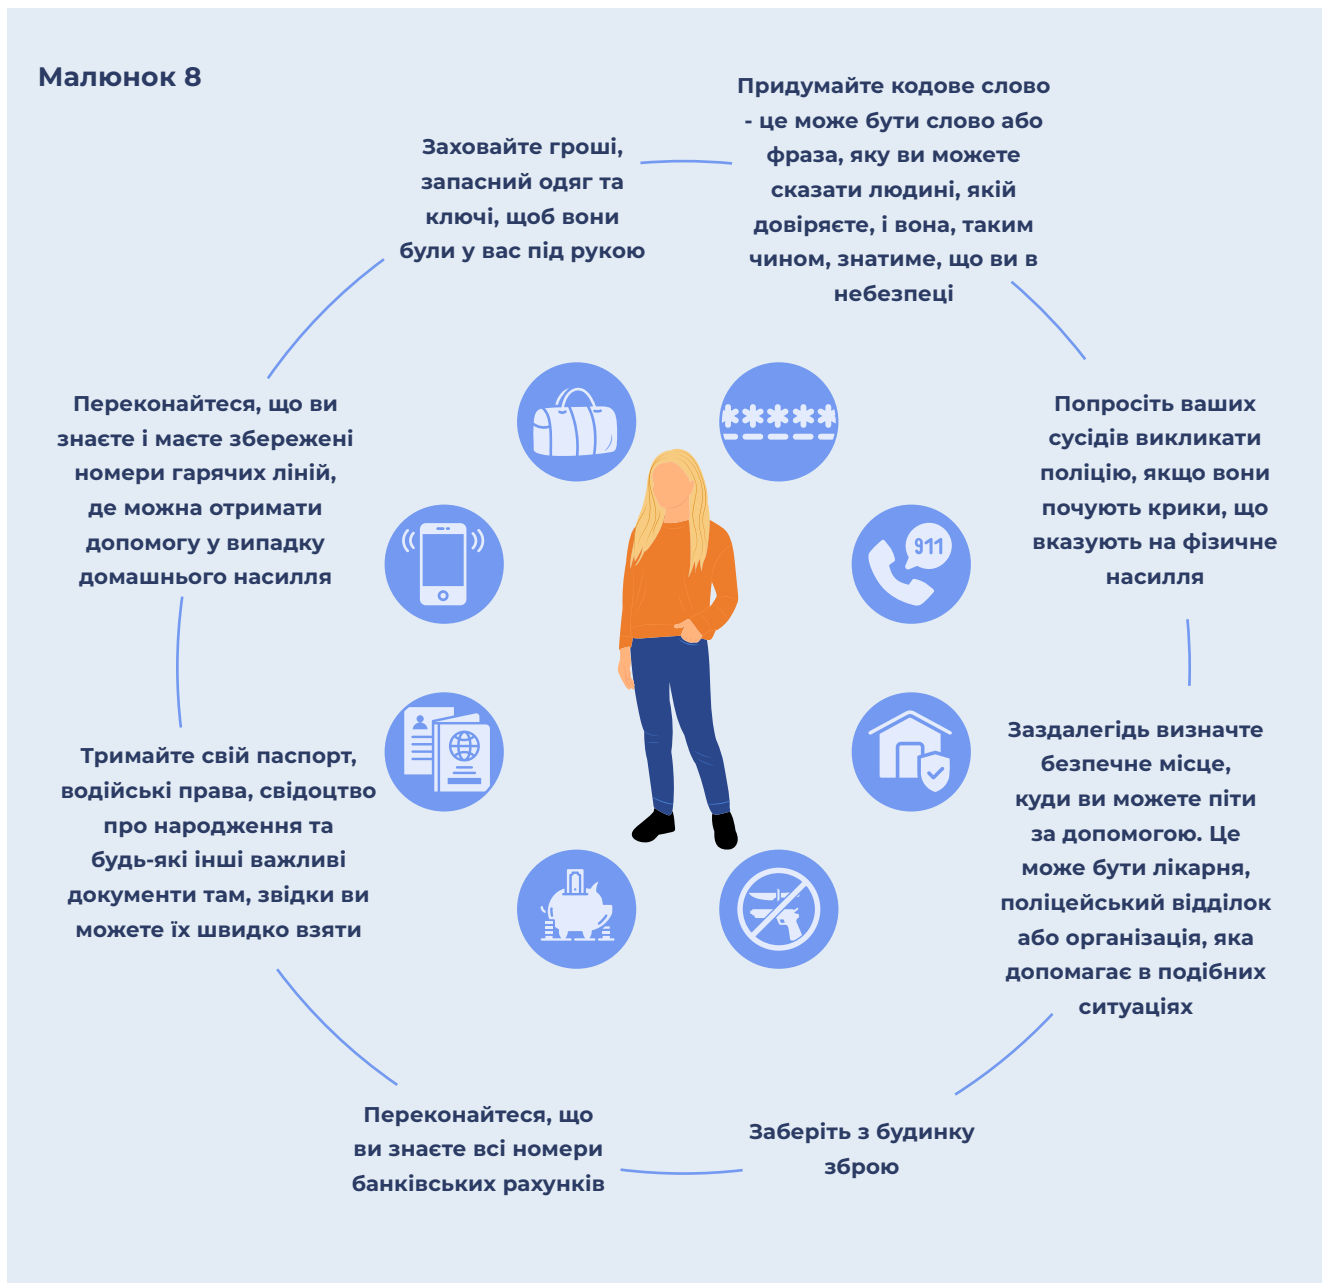 Малюнок 8
Придумайте кодове слово
- це може бути слово або
фраза, яку ви можете
сказати людині, якій
довіряєте, і вона, таким
чином, знатиме, що ви в
небезпеці
Попросіть ваших
сусідів викликати
поліцію, якщо вони
почують крики, що
вказують на фізичне
насилля
Заздалегідь визначте
безпечне місце,
куди ви можете піти
за допомогою. Це
може бути лікарня,
поліцейський відділок
або організація, яка
допомагає в подібних
ситуаціях
Заберіть з будинку
зброю
Переконайтеся, що
ви знаєте всі номери
банківських рахунків
Тримайте свій паспорт,
водійські права, свідоцтво
про народження та
будь-які інші важливі
документи там, звідки ви
можете їх швидко взяти
Переконайтеся, що ви
знаєте і маєте збережені
номери гарячих ліній,
де можна отримати
допомогу у випадку
домашнього насилля
Заховайте гроші,
запасний одяг та
ключі, щоб вони
були у вас під рукою
*****
911